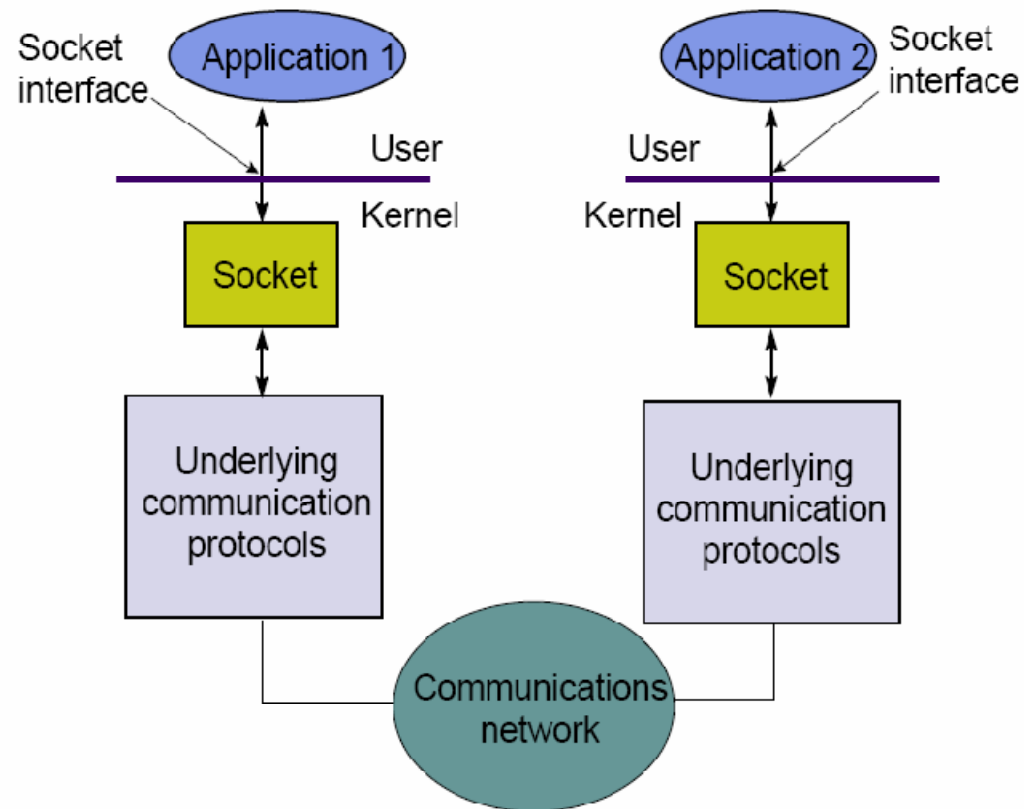 Socket
interface
Application 1
Application 2
Socket
interface
User
User
Kernel
Kernel
Socket
Socket
Underlying
communication
protocols
Underlying
communication
protocols
Communications
network